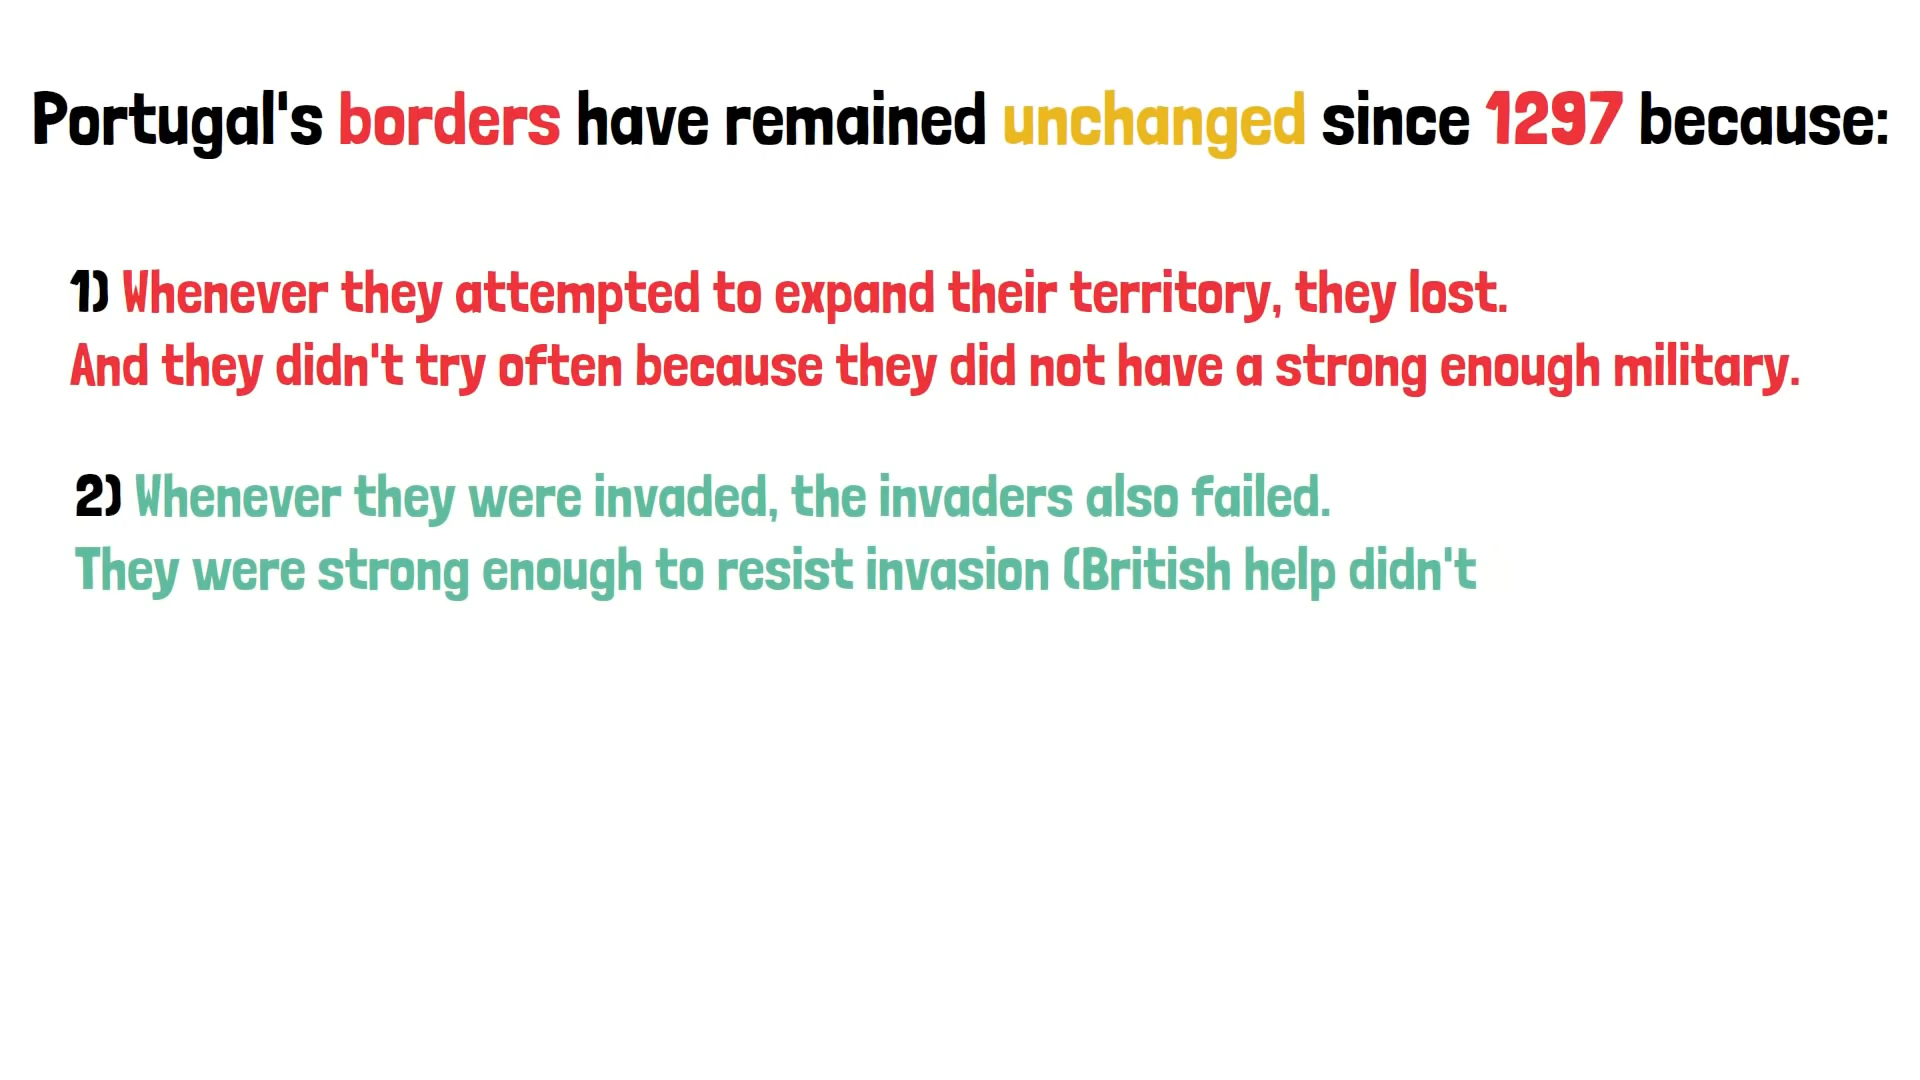 Portugal's borders have remained unchanged since 1297 because:
1) Whenever they attempted to expand their territory, they lost.
And they didn't try often because they did not have a strong enough military.
2) Whenever they were invaded, the invaders also failed.
They were strong enough to resist invasion (British help didn't